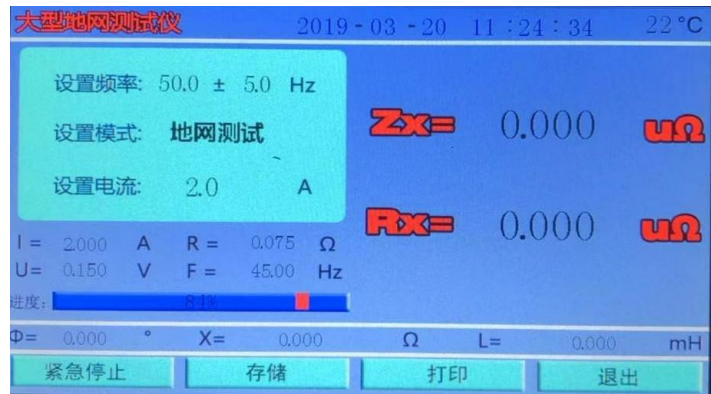 大型地网测试仪 2019-03-20 11:24:34 22℃
设置频率: 50.0 ± 5.0 Hz
设置模式: 地网测试
设置电流: 2.0 A
Zx= 0.000 uΩ
Rx= 0.000 uΩ
I = 2.000 A R = 0.075 Ω
U= 0.150 V F = 45.00 Hz
进度: 84%
Φ= 0.000 ° X= 0.000 Ω L= 0.000 mH
紧急停止 存储 打印 退出